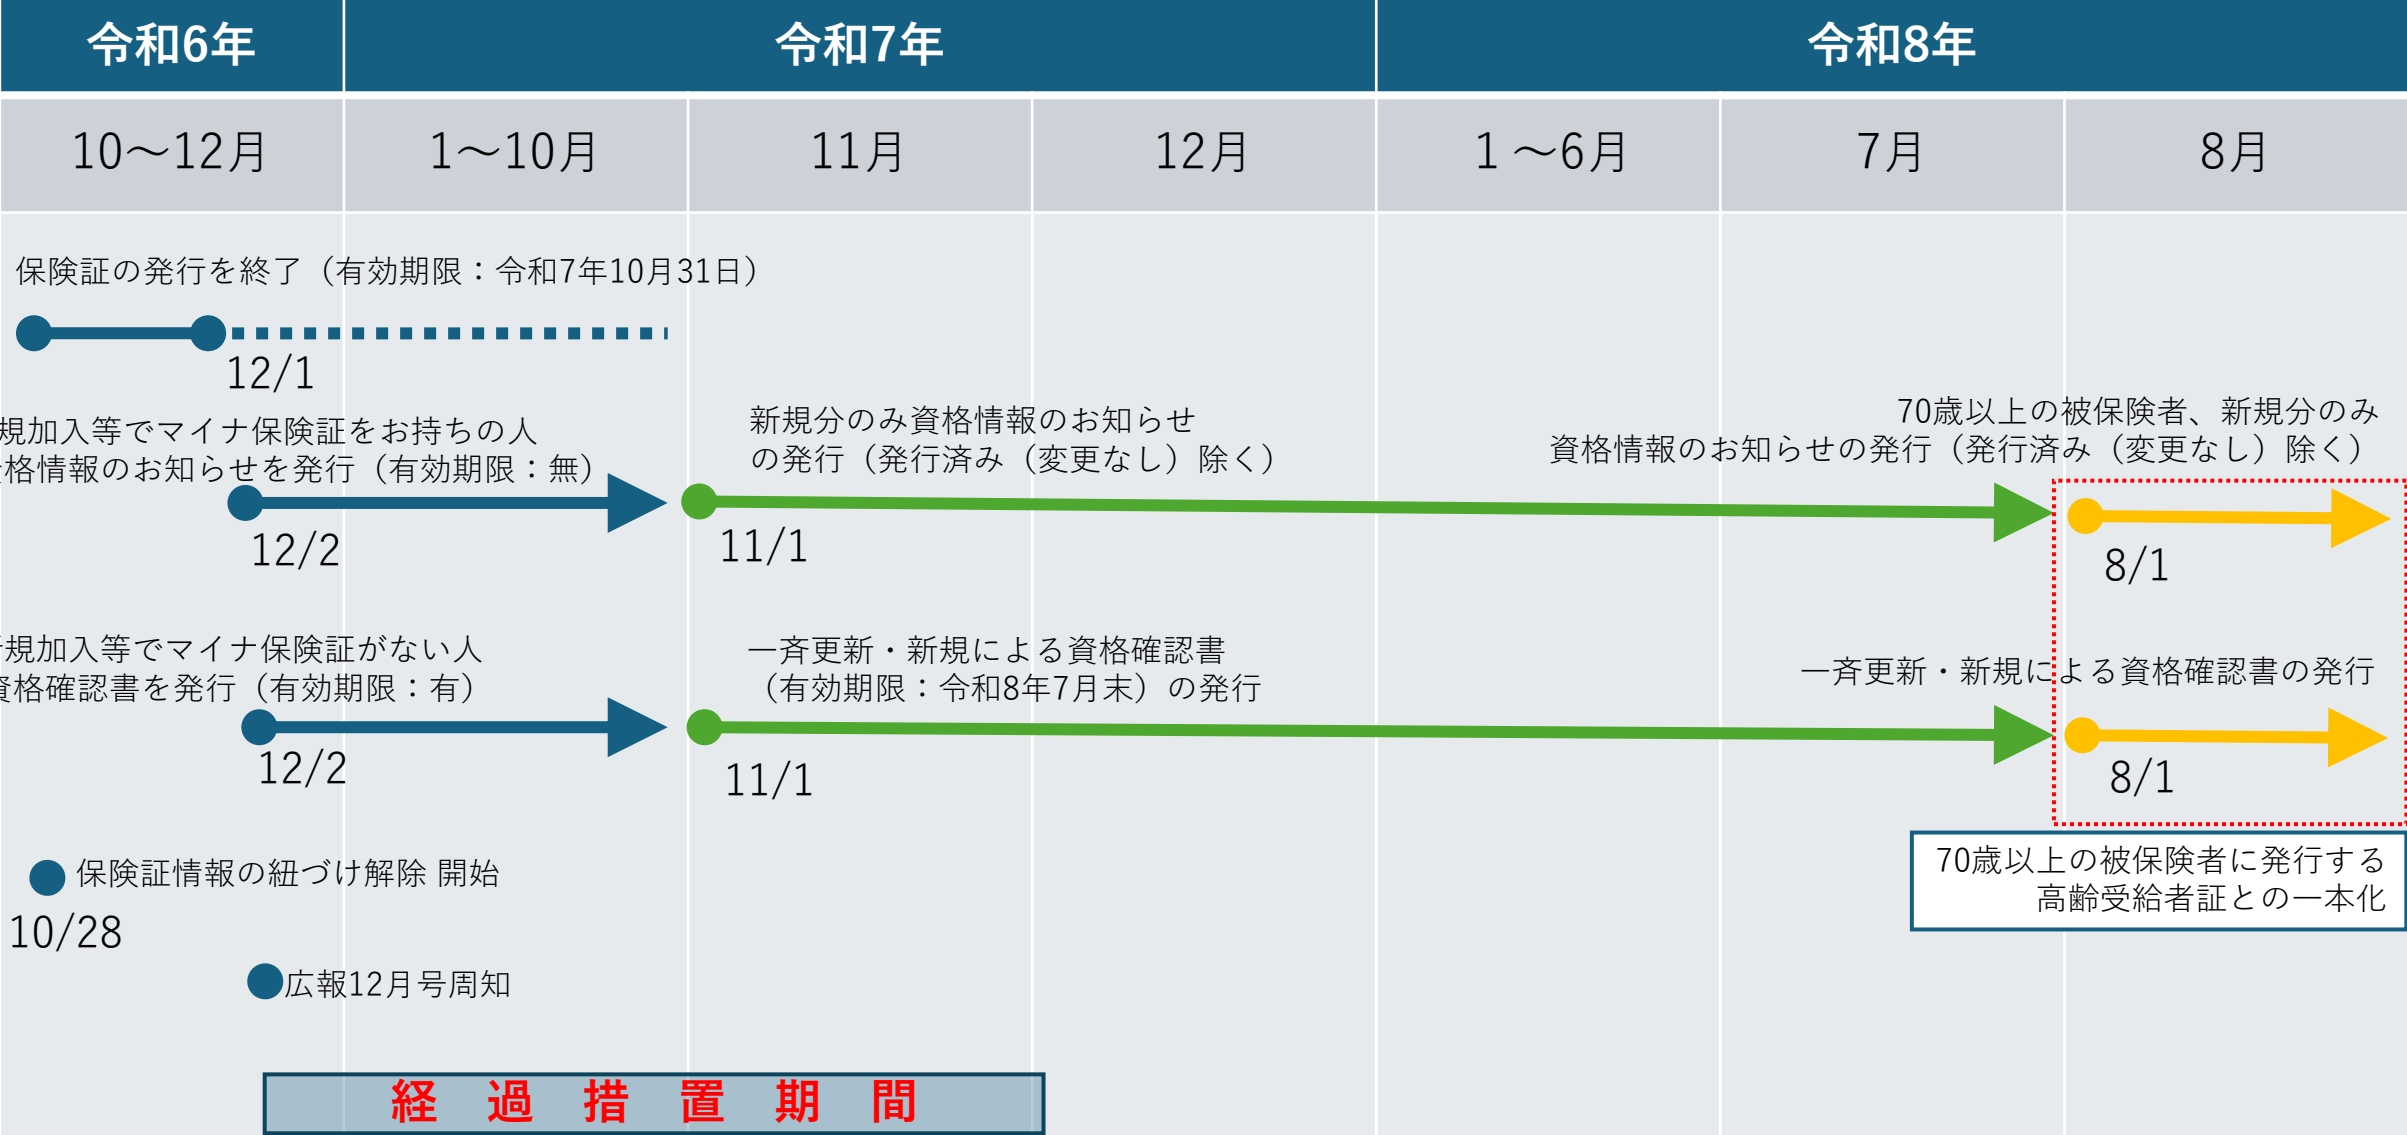 令和6年
令和7年
令和8年
10～12月
1～10月
11月
12月
1～6月
7月
8月
保険証の発行を終了（有効期限：令和7年10月31日）
12/1
規加入等でマイナ保険証をお持ちの人
格情報のお知らせを発行（有効期限：無）
12/2
新規分のみ資格情報のお知らせ
の発行（発行済み（変更なし）除く）
11/1
70歳以上の被保険者、新規分のみ
資格情報のお知らせの発行（発行済み（変更なし）除く）
8/1
規加入等でマイナ保険証がない人
資格確認書を発行（有効期限：有）
12/2
一斉更新・新規による資格確認書
（有効期限：令和8年7月末）の発行
11/1
一斉更新・新規による資格確認書の発行
8/1
保険証情報の紐づけ解除 開始
10/28
70歳以上の被保険者に発行する
高齢受給者証との一本化
広報12月号周知
経過措置期間